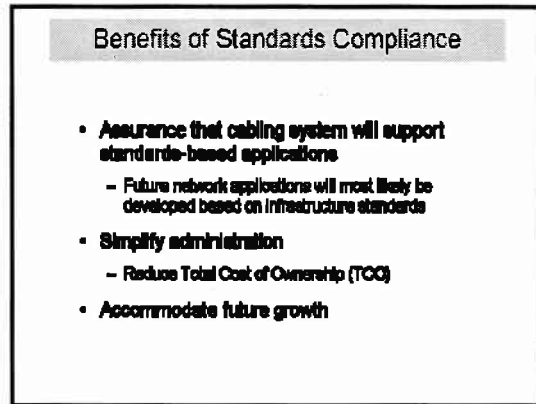 Benefits of Standards Compliance
• Assurance that cabling system will support
standards-based applications
– Future network applications will most likely be
developed based on infrastructure standards
• Simplify administration
– Reduce Total Cost of Ownership (TCO)
• Accommodate future growth